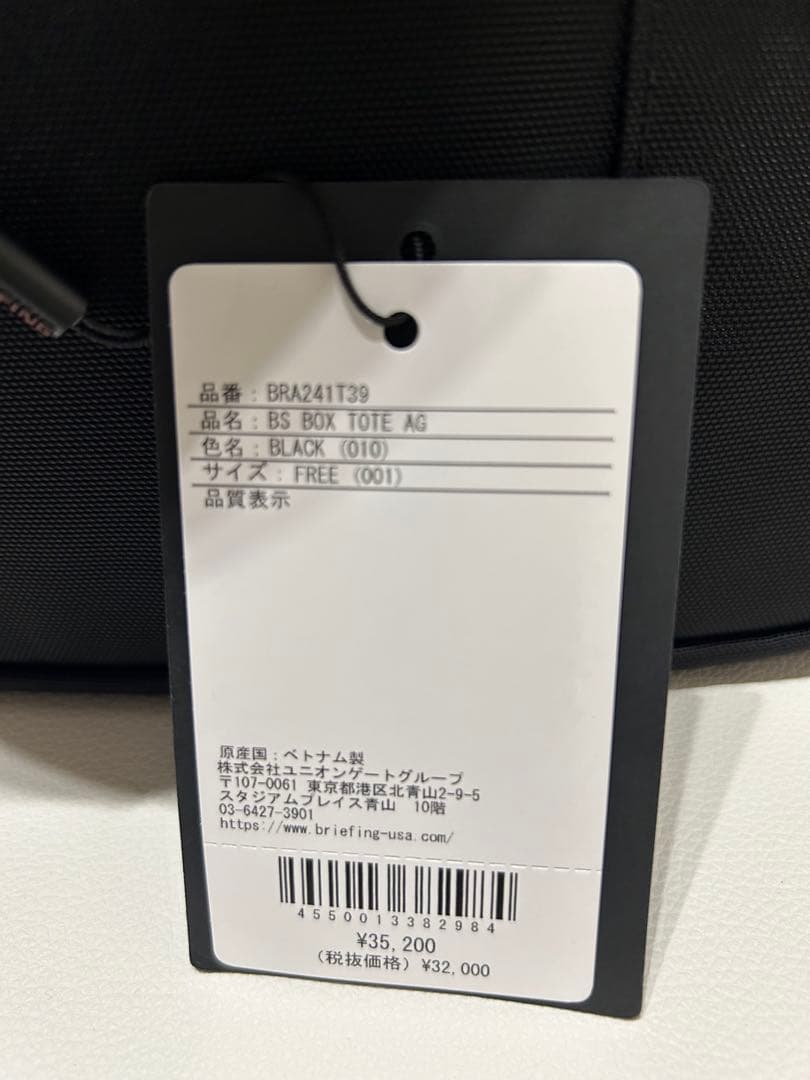 品番：BRA241T39
品名：BS BOX TOTE AG
色名：BLACK (010)
サイズ：FREE (001)
品質表示
原産国：ベトナム製
株式会社ユニオンゲートグループ
〒107-0061 東京都港区北青山2-9-5
スタジアムプレイス青山 10階
03-6427-3901
https://www.briefing-usa.com/
4550013382984
¥35,200
(税抜価格) ¥32,000